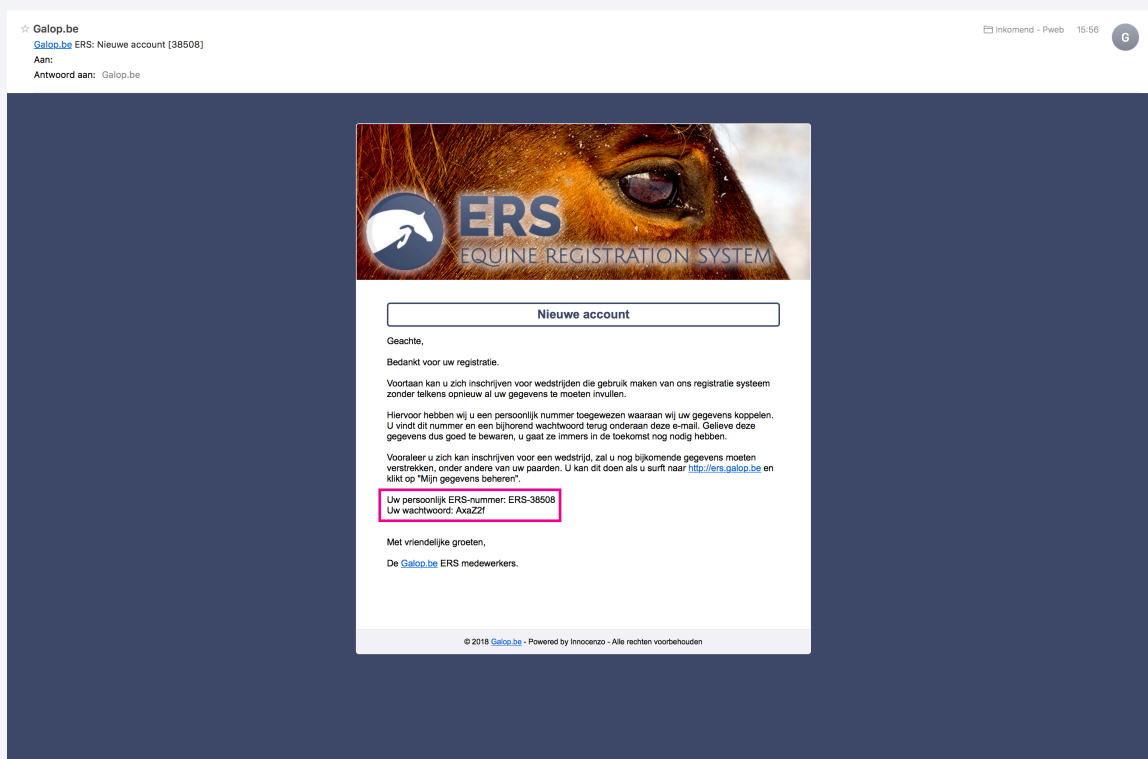 ☆ Galop.be
Inkomend - Pweb 15:56
G
Galop.be ERS: Nieuwe account [38508]
Aan:
Antwoord aan: Galop.be
ERS
EQUINE REGISTRATION SYSTEM
Nieuwe account
Geachte,
Bedankt voor uw registratie.
Voortaan kan u zich inschrijven voor wedstrijden die gebruik maken van ons registratie systeem
zonder telkens opnieuw al uw gegevens te moeten invullen.
Hiervoor hebben wij u een persoonlijk nummer toegewezen waaraan wij uw gegevens koppelen.
U vindt dit nummer en een bijhorend wachtwoord terug onderaan deze e-mail. Gelieve deze
gegevens dus goed te bewaren, u gaat ze immers in de toekomst nog nodig hebben.
Vooraleer u zich kan inschrijven voor een wedstrijd, zal u nog bijkomende gegevens moeten
verstrekken, onder andere van uw paarden. U kan dit doen als u surft naar http://ers.galop.be en
klikt op "Mijn gegevens beheren".
Uw persoonlijk ERS-nummer: ERS-38508
Uw wachtwoord: AxaZ2f
Met vriendelijke groeten,
De Galop.be ERS medewerkers.
© 2018 Galop.be - Powered by Innocenzo - Alle rechten voorbehouden